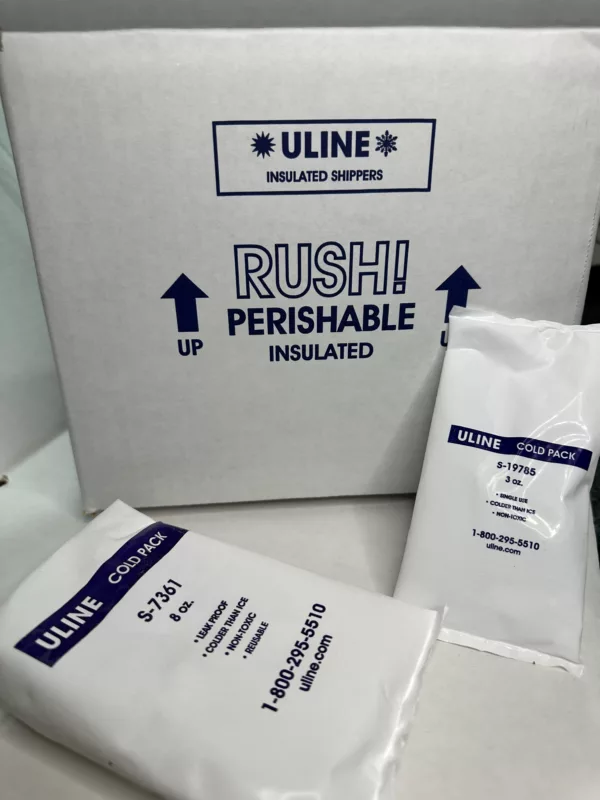 ULINE
INSULATED SHIPPERS
RUSH!
PERISHABLE
INSULATED
UP
ULINE COLD PACK
S-19785
3 oz.
• SINGLE USE
• COLDER THAN ICE
• NON-TOXIC
1-800-295-5510
uline.com
ULINE COLD PACK
S-7361
8 oz.
• LEAK PROOF
• COLDER THAN ICE
• NON-TOXIC
• REUSABLE
1-800-295-5510
uline.com